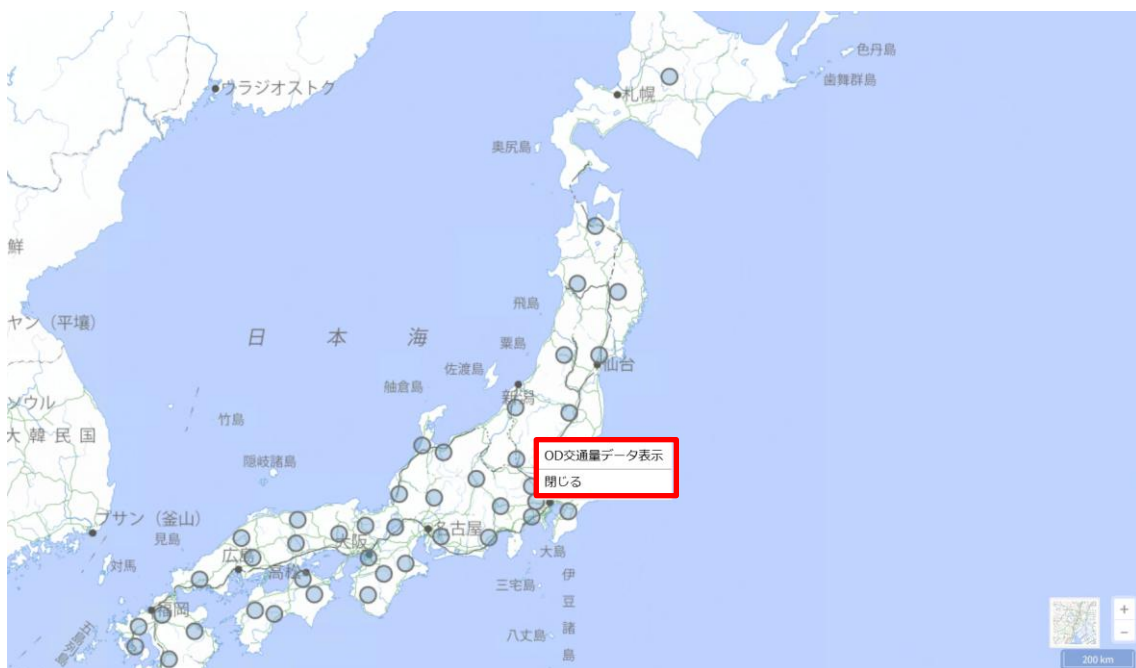 色丹島
歯舞群島
ウラジオストク
札幌
奥尻島
鮮
飛島
ヤン（平壌）
日本海
粟島
佐渡島
仙台
舳倉島
新潟
ソウル
竹島
大韓民国
隠岐諸島
OD交通量データ表示
閉じる
プサン（釜山）
見島
名古屋
大阪
広島
大島
対馬
高松
三宅島
伊豆諸島
福岡
五島列島
八丈島
+
−
200 km